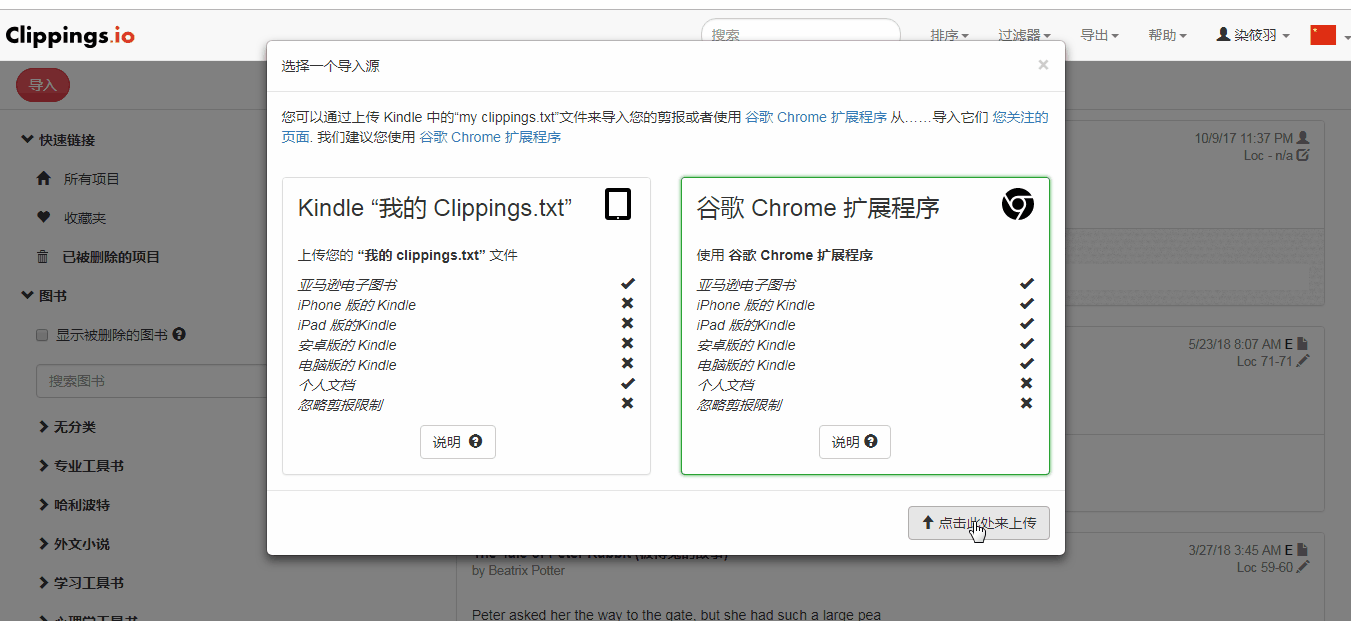 Clippings.io
搜索
排序
过滤器
导出
帮助
染筱羽
导入
快速链接
所有项目
收藏夹
已被删除的项目
图书
显示被删除的图书
搜索图书
无分类
专业工具书
哈利波特
外文小说
学习工具书
心理学工具书
选择一个导入源
×
您可以通过上传 Kindle 中的“my clippings.txt”文件来导入您的剪报或者使用 谷歌 Chrome 扩展程序 从……导入它们 您关注的
页面. 我们建议您使用 谷歌 Chrome 扩展程序
Kindle “我的 Clippings.txt”
上传您的 “我的 clippings.txt” 文件
亚马逊电子图书
iPhone 版的 Kindle
iPad 版的Kindle
安卓版的 Kindle
电脑版的 Kindle
个人文档
忽略剪报限制
说明
谷歌 Chrome 扩展程序
使用 谷歌 Chrome 扩展程序
亚马逊电子图书
iPhone 版的 Kindle
iPad 版的Kindle
安卓版的 Kindle
电脑版的 Kindle
个人文档
忽略剪报限制
说明
点击此处来上传
10/9/17 11:37 PM
Loc - n/a
5/23/18 8:07 AM E
Loc 71-71
3/27/18 3:45 AM E
Loc 59-60
The Tale of Peter Rabbit (彼得兔的故事)
by Beatrix Potter
Peter asked her the way to the gate, but she had such a large pea